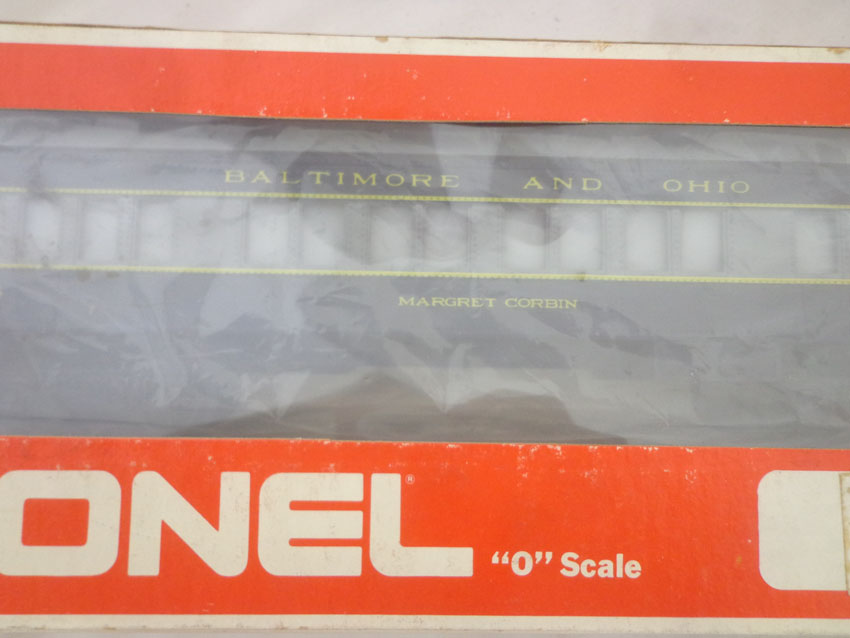 BALTIMORE AND OHIO
MARGRET CORBIN
ONEL®
"O" Scale